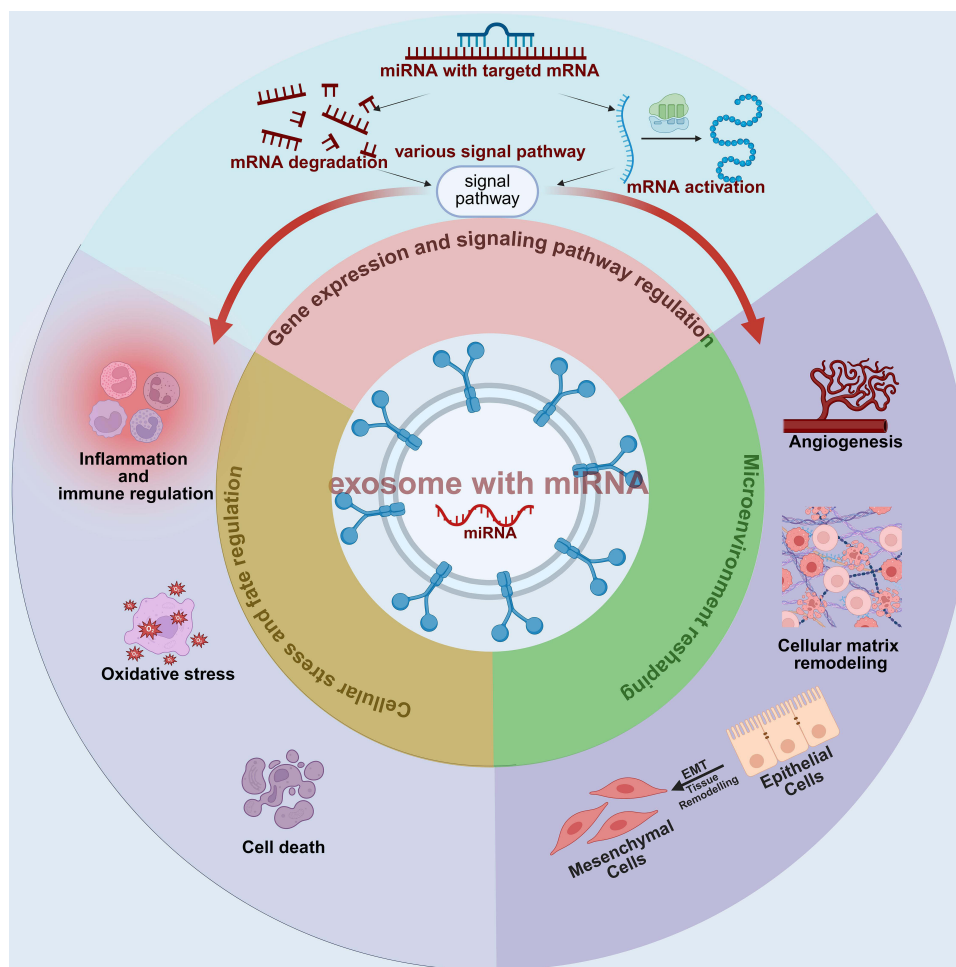 miRNA with targetd mRNA
mRNA degradation
various signal pathway
mRNA activation
signal
pathway
Gene expression and signaling pathway regulation
Inflammation
and
immune regulation
Oxidative stress
Cell death
Cellular stress and fate regulation
exosome with miRNA
miRNA
Microenvironment reshaping
Angiogenesis
Cellular matrix
remodeling
EMT
Tissue
Remodelling
Epithelial
Cells
Mesenchymal
Cells